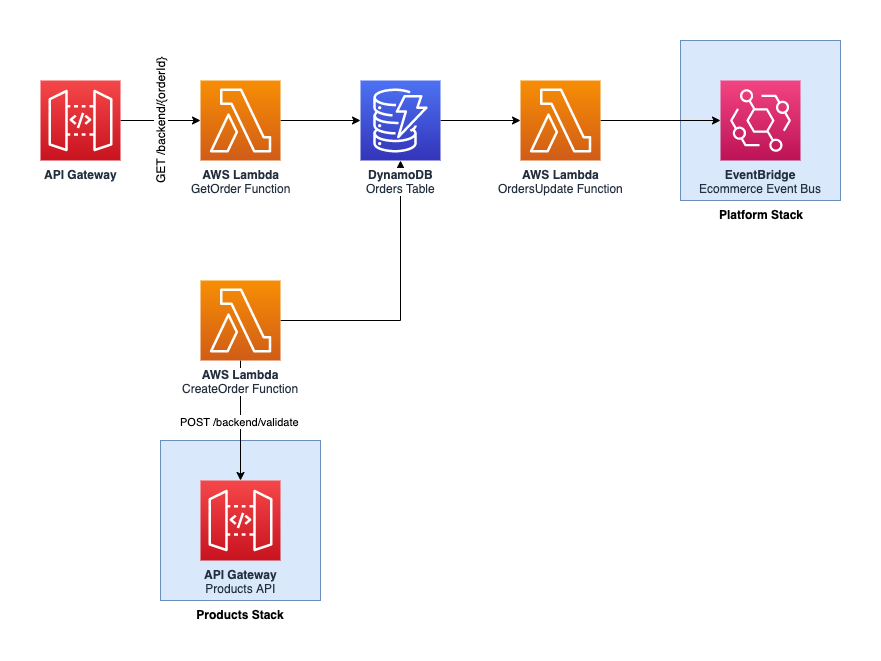 GET /backend/{orderId}
API Gateway
AWS Lambda
GetOrder Function
DynamoDB
Orders Table
AWS Lambda
OrdersUpdate Function
EventBridge
Ecommerce Event Bus
Platform Stack
AWS Lambda
CreateOrder Function
POST /backend/validate
API Gateway
Products API
Products Stack